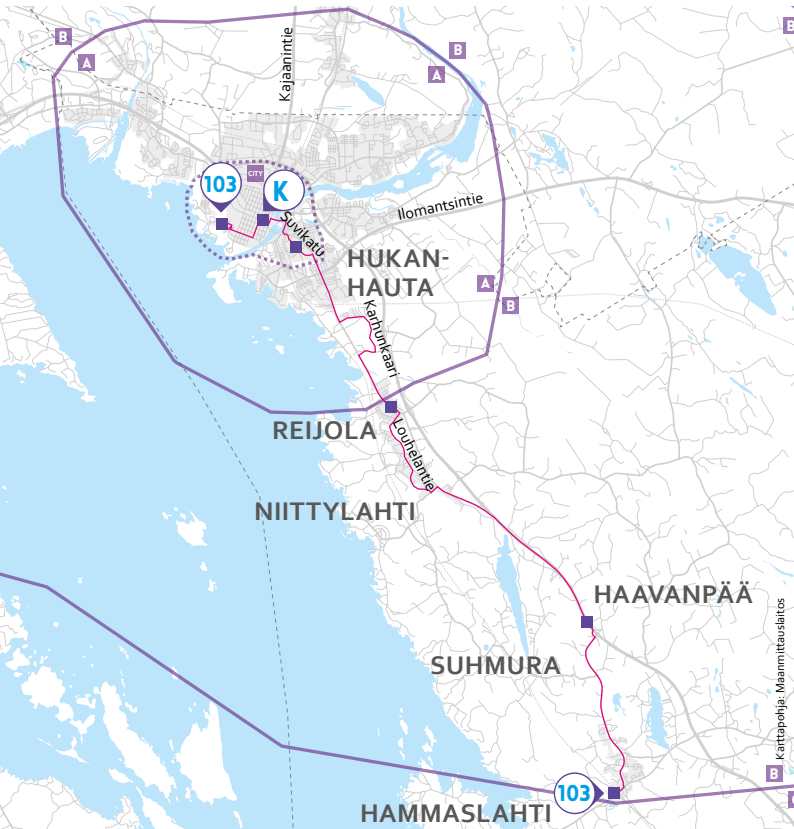 B
B
A
Kajaanintie
B
A
CITY
103
K
Suvikatu
Ilomantsintie
HUKAN-
HAUTA
A
B
Karhunkaari
REIJOLA
Louhelantie
NIITTYLAHTI
HAAVANPÄÄ
SUHMURA
Karttapohja: Maanmittauslaitos
B
103
HAMMASLAHTI